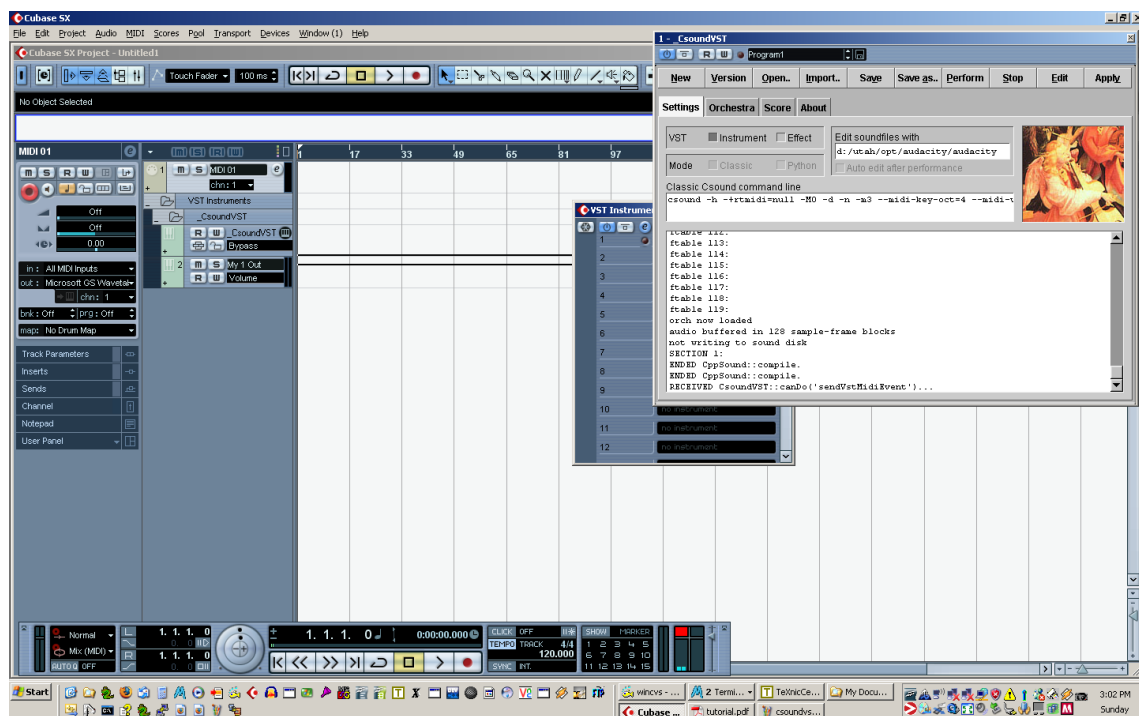 Cubase SX
File Edit Project Audio MIDI Scores Pool Transport Devices Window (1) Help
Cubase SX Project - Untitled1
Touch Fader 100 ms
No Object Selected
MIDI 01
1 17 33 49 65 81 97
m S R W
Off
Off
0.00
in : All MIDI Inputs
out : Microsoft GS Wavetal
chn: 1
bnk : Off prg : Off
map: No Drum Map
Track Parameters
Inserts
Sends
Channel
Notepad
User Panel
1 m S MIDI 01 e
chn: 1
VST Instruments
_CsoundVST
R W _CsoundVST
Bypass
2 m S My 1 Out
R W Volume
VST Instrume
1
2
3
4
5
6
7
8
9
10 no instrument
11 no instrument
12 no instrument
1 - _CsoundVST
R W Program1
New Version Open.. Import.. Save Save as.. Perform Stop Edit Apply
Settings Orchestra Score About
VST Instrument Effect
Mode Classic Python
Edit soundfiles with
d:/utah/opt/audacity/audacity
Auto edit after performance
Classic Csound command line
csound -h -+rtmidi=null -M0 -d -n -m3 --midi-key-oct=4 --midi-v
ftable 112:
ftable 113:
ftable 114:
ftable 115:
ftable 116:
ftable 117:
ftable 118:
ftable 119:
orch now loaded
audio buffered in 128 sample-frame blocks
not writing to sound disk
SECTION 1:
ENDED CppSound::compile.
ENDED CppSound::compile.
RECEIVED CsoundVST::canDo('sendVstMidiEvent')...
Normal
Mix (MIDI)
AUTO Q OFF
L 1. 1. 1. 0
R 1. 1. 1. 0
1. 1. 1. 0 0:00:00.000
CLICK OFF
TEMPO TRACK 4/4
120.000
SYNC INT.
SHOW MARKER
1 2 3 4 5
6 7 8 9 10
11 12 13 14 15
Start
wincvs - ... 2 Termi... TeXnicCe... My Docu...
Cubase ... tutorial.pdf csoundvs...
3:02 PM
Sunday